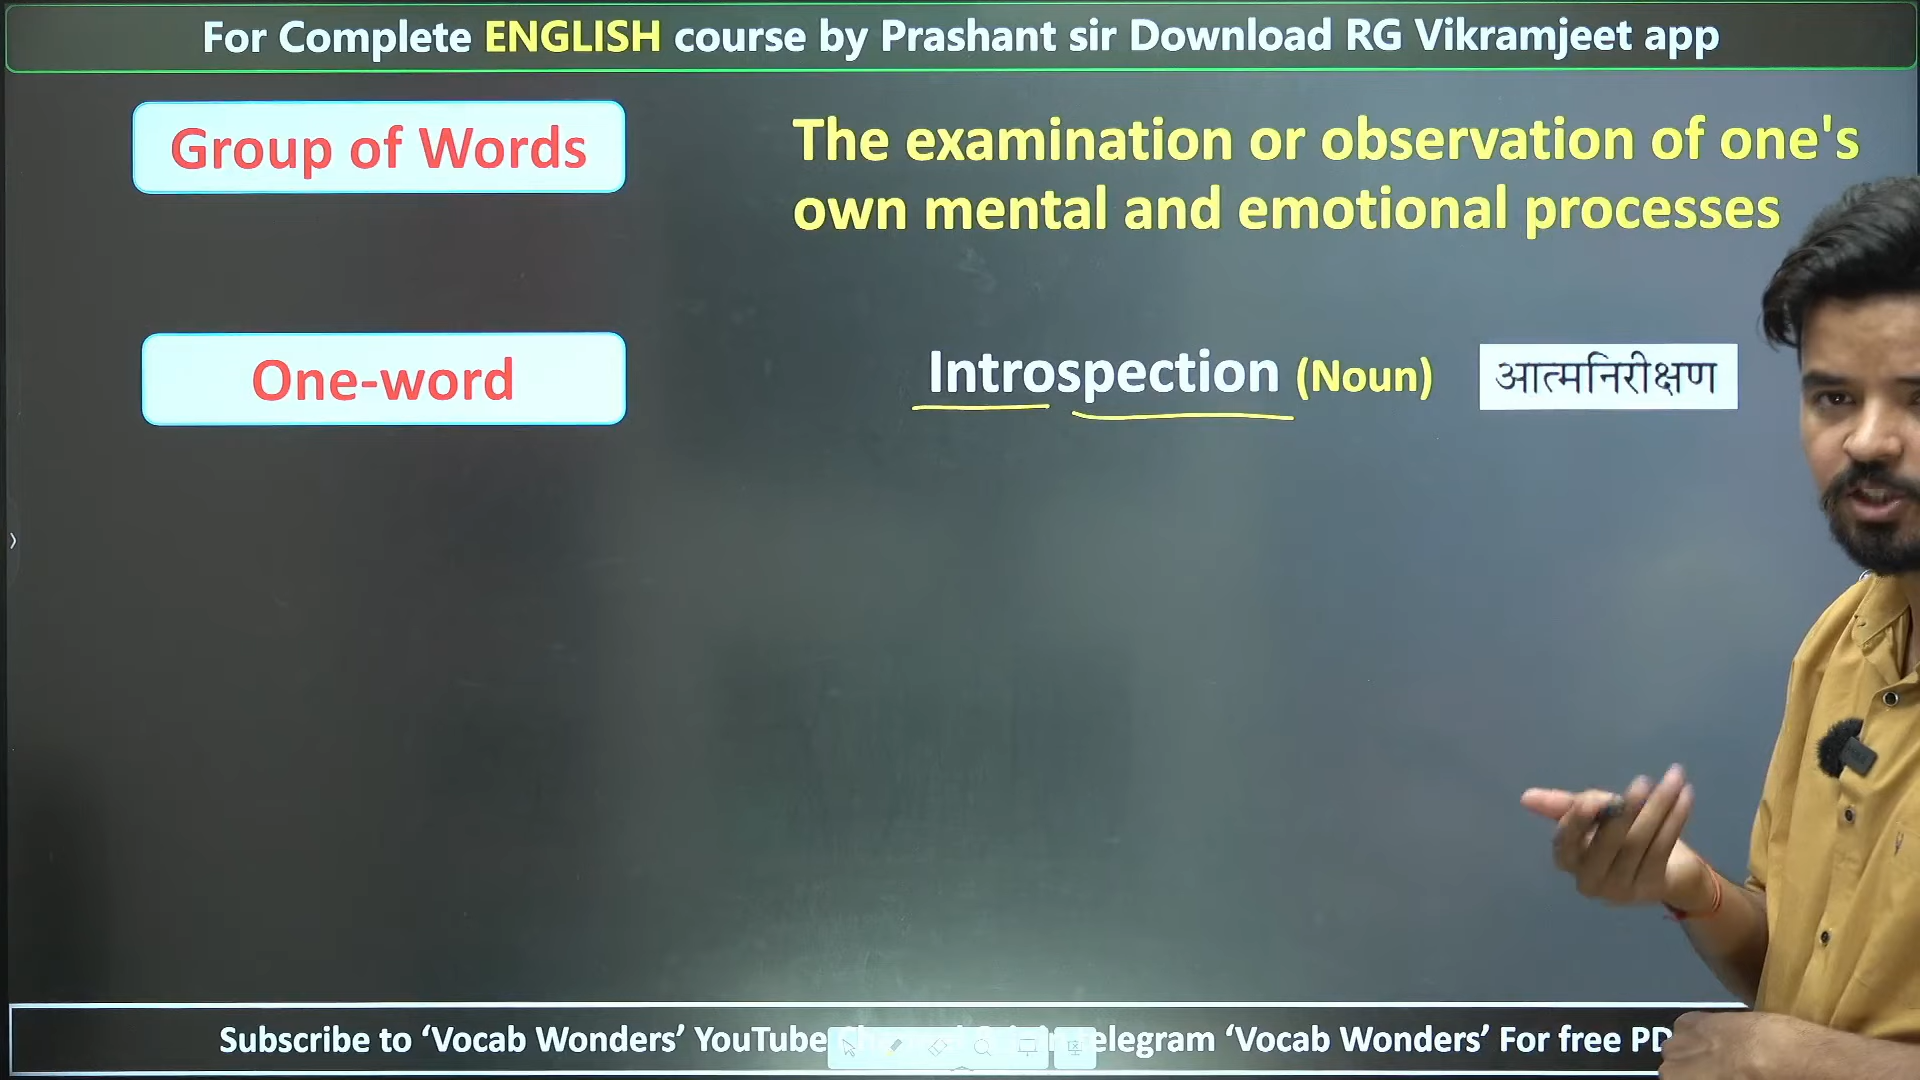 For Complete ENGLISH course by Prashant sir Download RG Vikramjeet app
Group of Words
The examination or observation of one's
own mental and emotional processes
One-word
Introspection (Noun)
आत्मनिरीक्षण
Subscribe to ‘Vocab Wonders’ YouTube elegram ‘Vocab Wonders’ For free PD